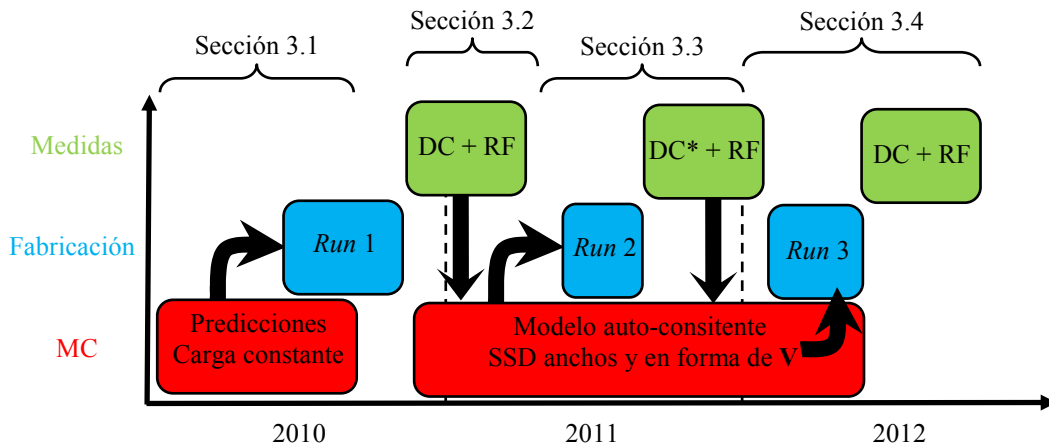 Sección 3.1
Sección 3.2
Sección 3.3
Sección 3.4
Medidas
DC + RF
DC* + RF
DC + RF
Fabricación
Run 1
Run 2
Run 3
MC
Predicciones
Carga constante
Modelo auto-consitente
SSD anchos y en forma de V
2010
2011
2012